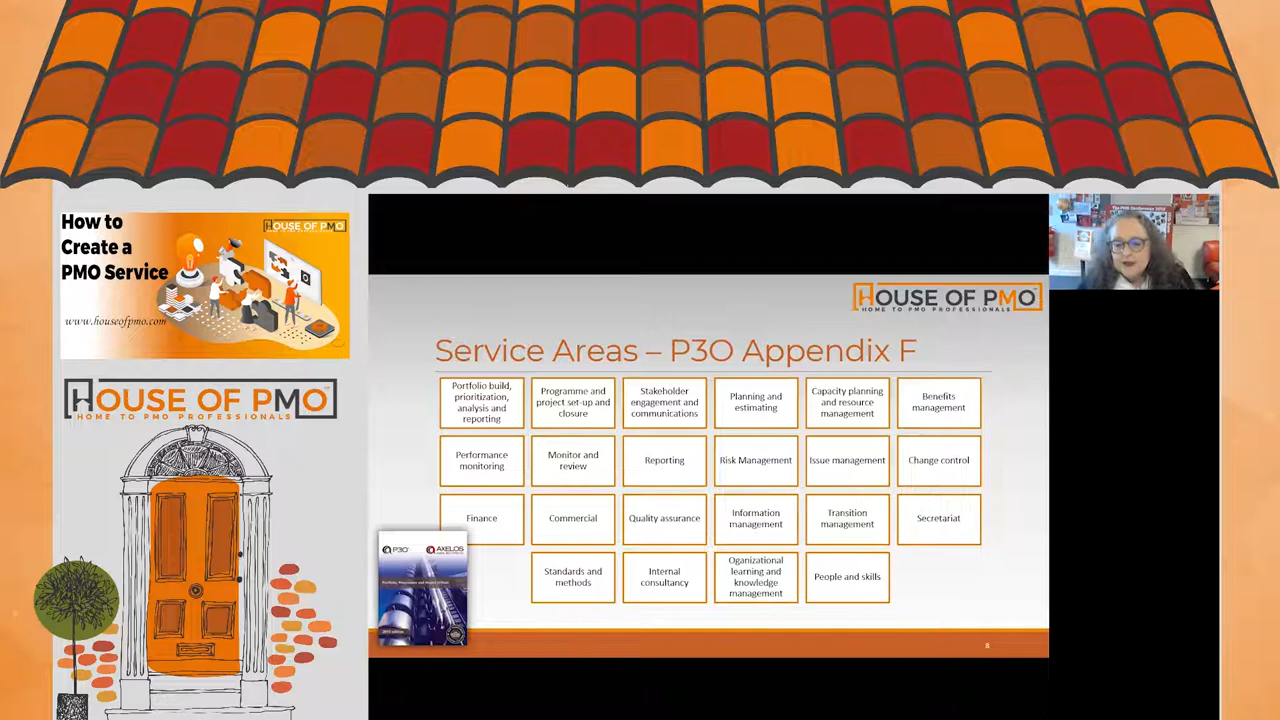 How to
Create a
PMO Service
HOUSE OF PMO
www.houseofpmo.com
HOUSE OF PMO
HOME TO PMO PROFESSIONALS
HOUSE OF PMO
HOME TO PMO PROFESSIONALS
Service Areas – P3O Appendix F
Portfolio build,
prioritization,
analysis and
reporting
Programme and
project set-up and
closure
Stakeholder
engagement and
communications
Planning and
estimating
Capacity planning
and resource
management
Benefits
management
Performance
monitoring
Monitor and
review
Reporting
Risk Management
Issue management
Change control
Finance
Commercial
Quality assurance
Information
management
Transition
management
Secretariat
Standards and
methods
Internal
consultancy
Oganizational
learning and
knowledge
management
People and skills
P3O
AXELOS
8